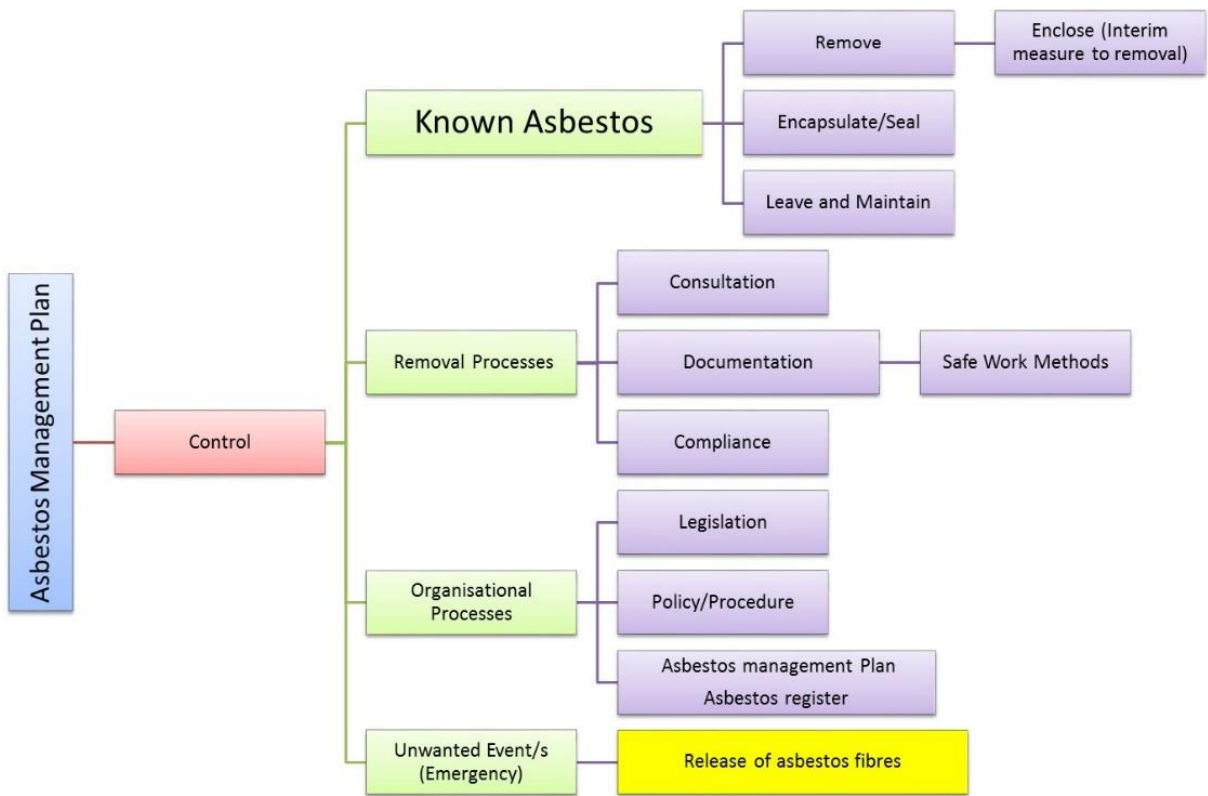 Asbestos Management Plan
Control
Known Asbestos
Remove
Enclose (Interim
measure to removal)
Encapsulate/Seal
Leave and Maintain
Removal Processes
Consultation
Documentation
Safe Work Methods
Compliance
Organisational
Processes
Legislation
Policy/Procedure
Asbestos management Plan
Asbestos register
Unwanted Event/s
(Emergency)
Release of asbestos fibres